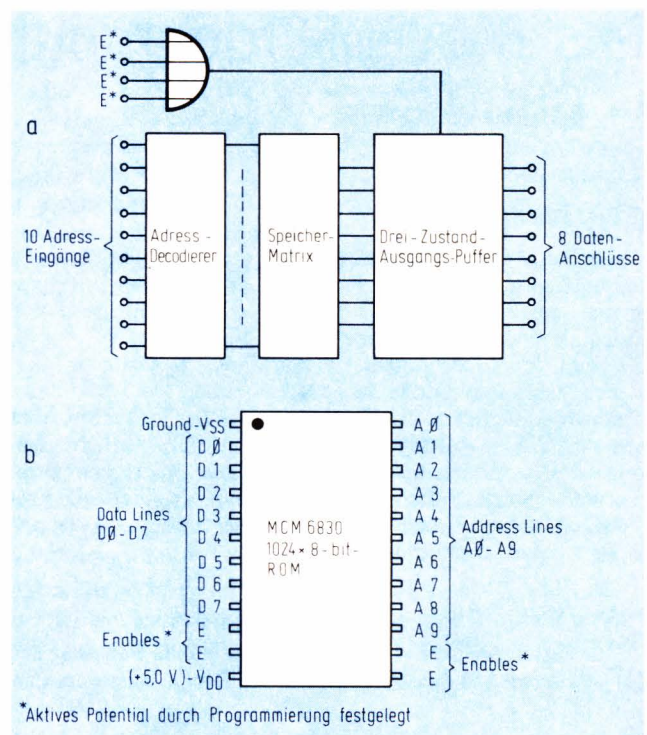 E*
E*
E*
E*
a
10 Adress-
Eingänge
Adress -
Decodierer
Speicher-
Matrix
Drei-Zustand-
Ausgangs-Puffer
8 Daten-
Anschlüsse
b
Ground-VSS
DØ
D1
D2
D3
D4
D5
D6
D7
E
E
(+5,0 V)-VDD
Data Lines
DØ-D7
Enables*
MCM 6830
1024×8-bit-
ROM
AØ
A1
A2
A3
A4
A5
A6
A7
A8
A9
E
E
Address Lines
AØ-A9
Enables*
*Aktives Potential durch Programmierung festgelegt